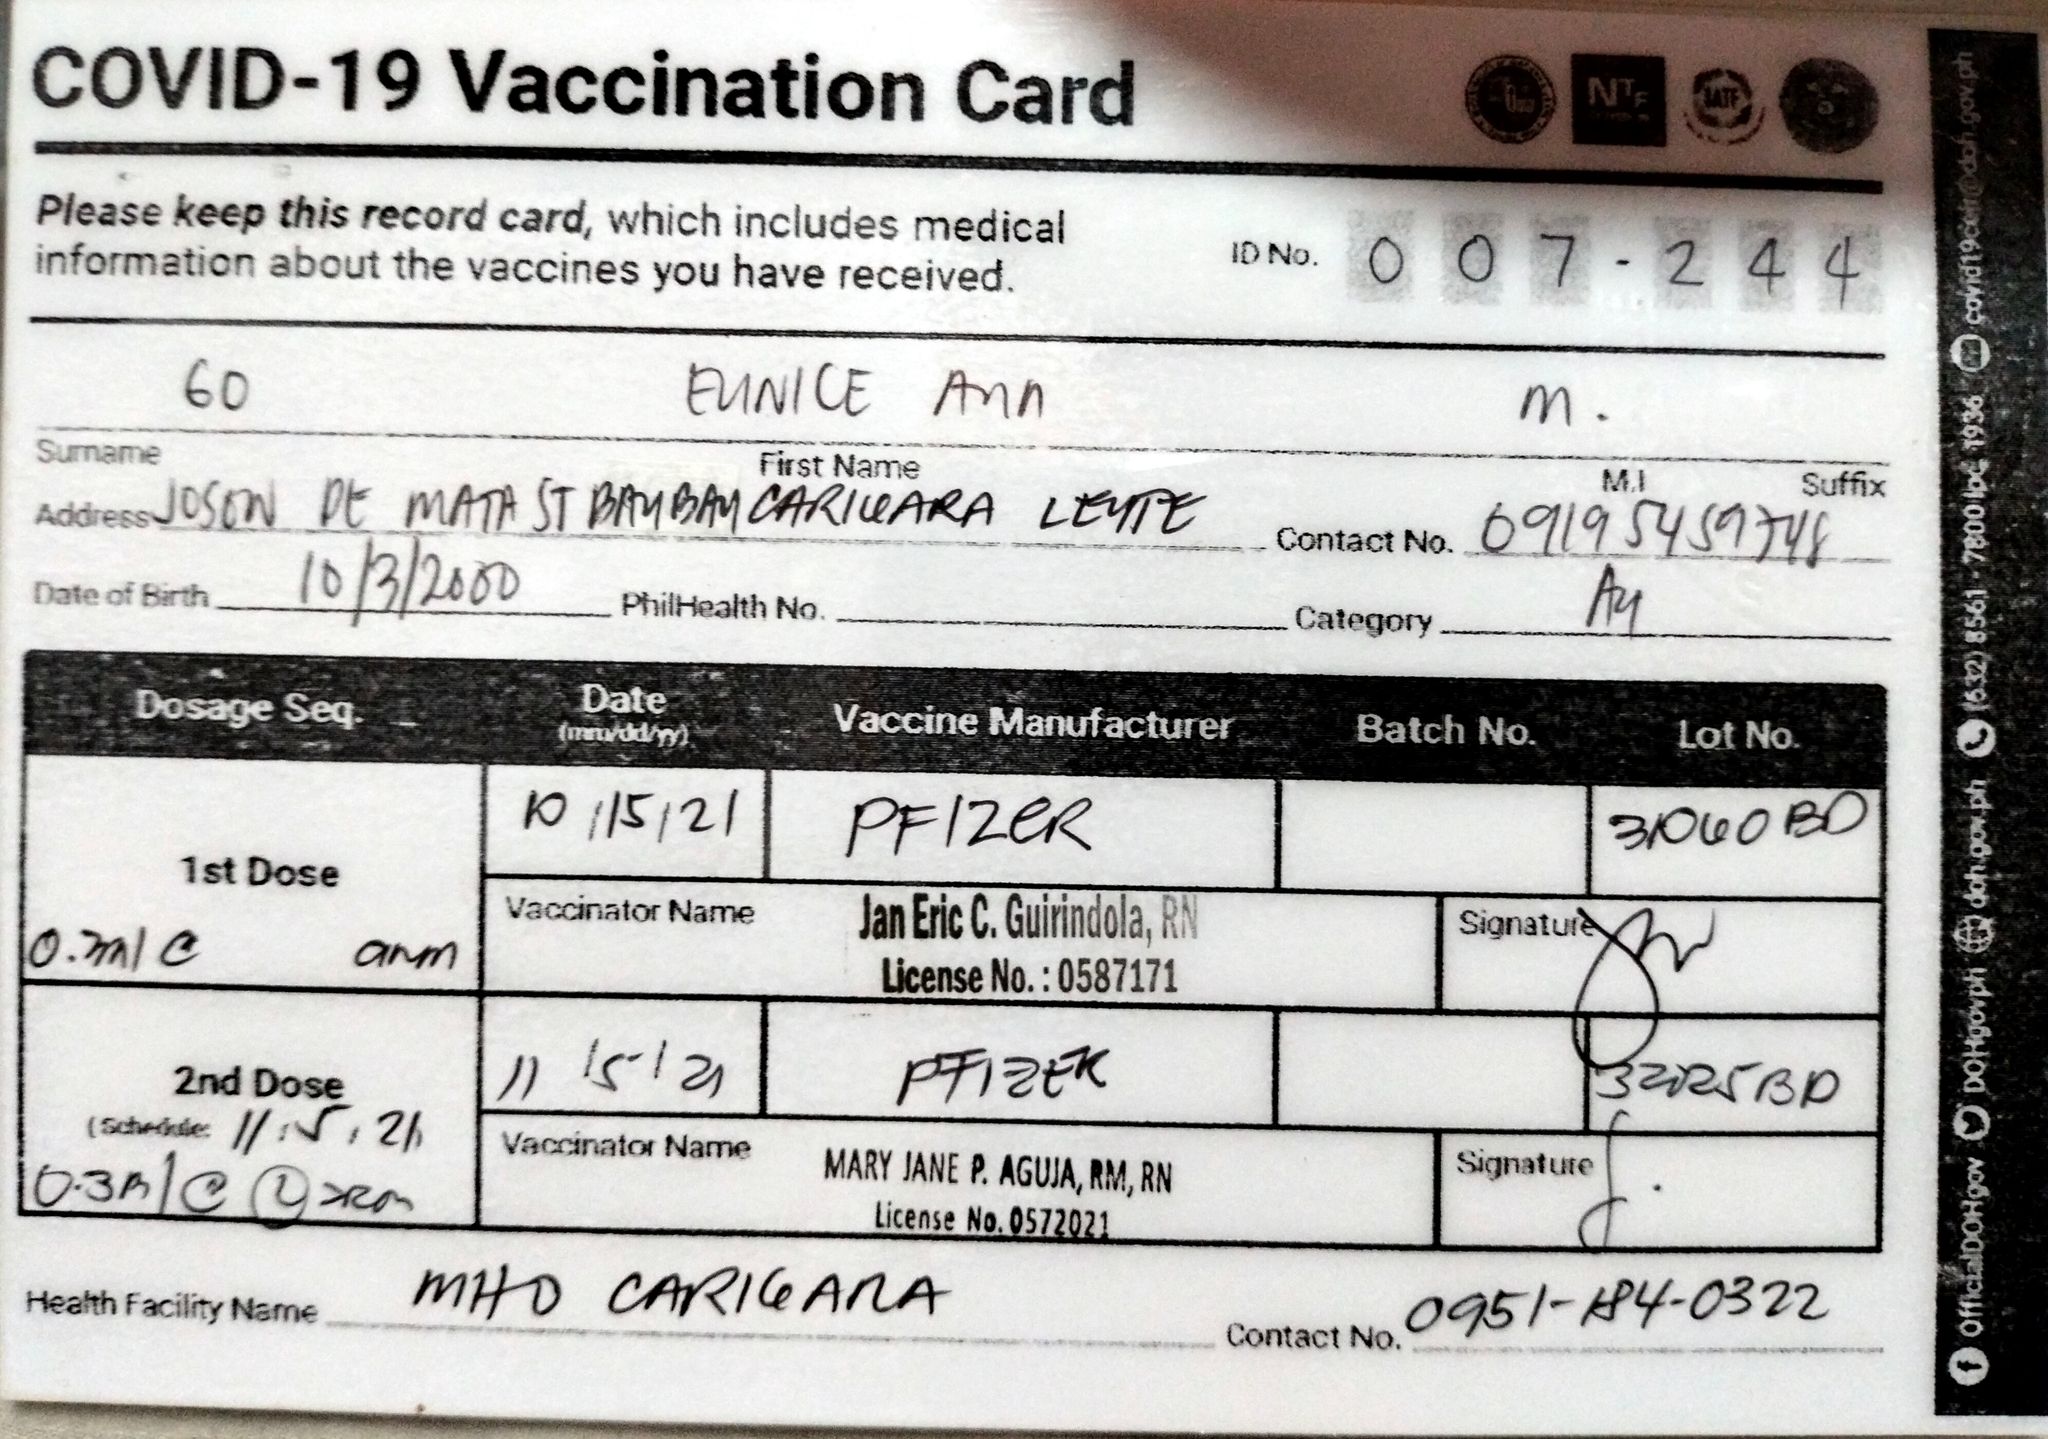 COVID-19 Vaccination Card
NTF
IATF
Please keep this record card, which includes medical
information about the vaccines you have received.
ID No. 007-244
GO EUNICE Ann M.
Surname First Name M.I Suffix
Address JOSON DE MATA ST BAYBAY CARIGARA LEYTE Contact No. 09195459748
Date of Birth 10/3/2000 PhilHealth No. Category A4
Dosage Seq. Date Vaccine Manufacturer Batch No. Lot No.
(mm/dd/yy)
1st Dose 10/15/21 PFIZER 31060BD
Vaccinator Name Jan Eric C. Guirindola, RN Signature
License No.: 0587171
0.3ml
2nd Dose 11/5/21 PFIZER 32025BD
(Schedule: 11.5.21
Vaccinator Name MARY JANE P. AGUJA, RM, RN Signature
License No. 0572021
Health Facility Name MHO CARIGARA Contact No. 0951-184-0322
OfficialDOHgov DOHgovph doh.gov.ph (632) 8561-7800 loc 1936 covid19ceir@doh.gov.ph